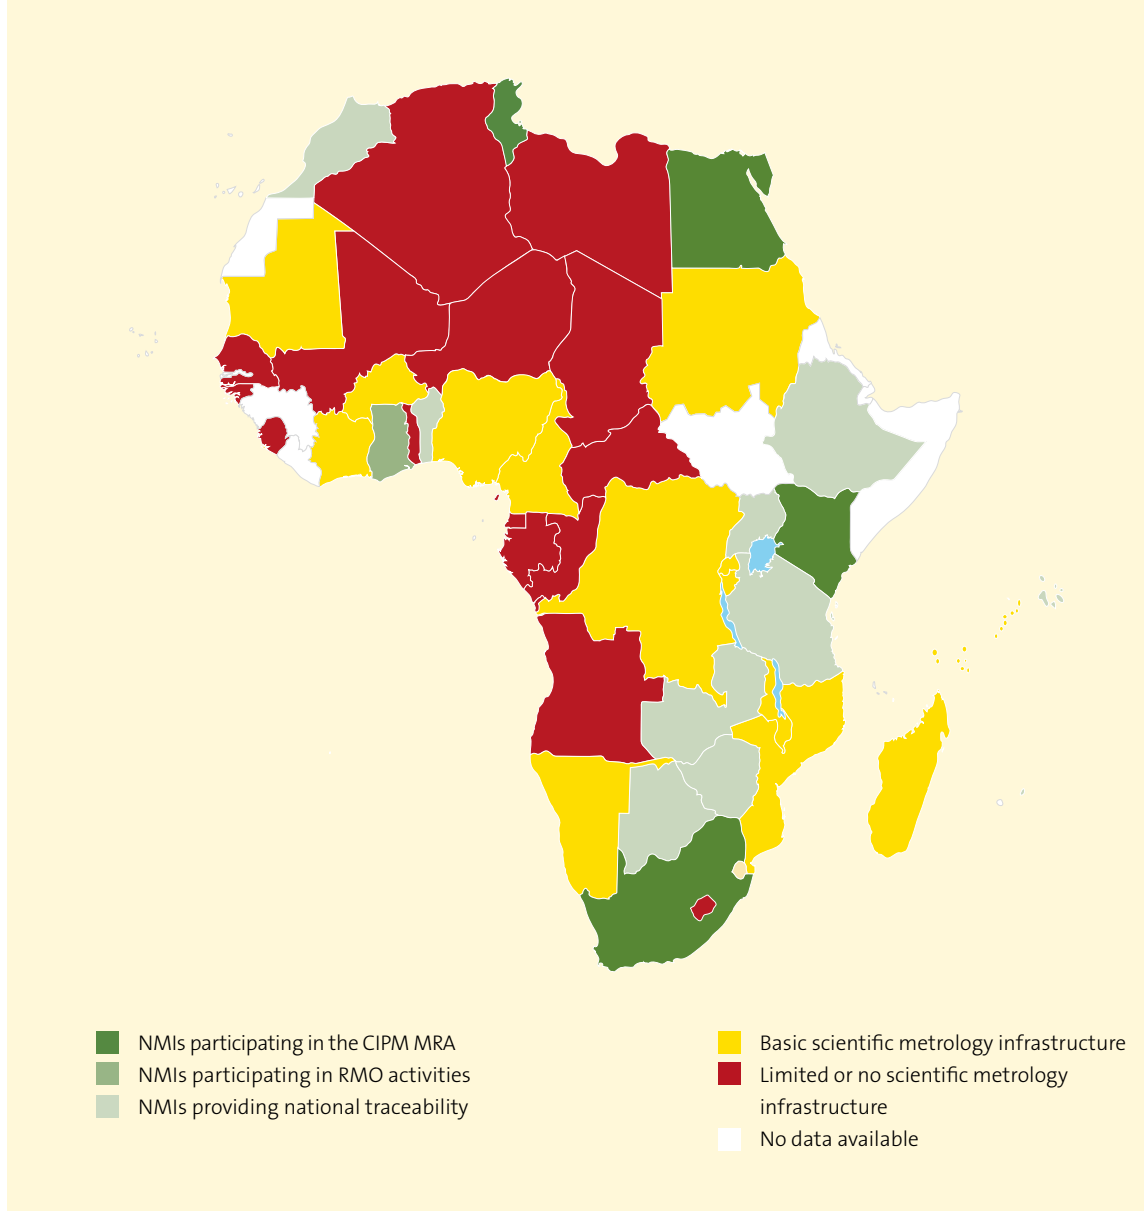 NMIs participating in the CIPM MRA
NMIs participating in RMO activities
NMIs providing national traceability
Basic scientific metrology infrastructure
Limited or no scientific metrology
infrastructure
No data available